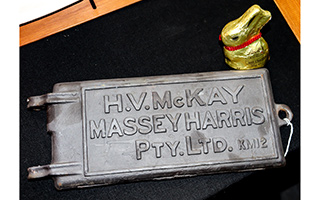 H.V. McKAY
MASSEY HARRIS
PTY. LTD. KM12